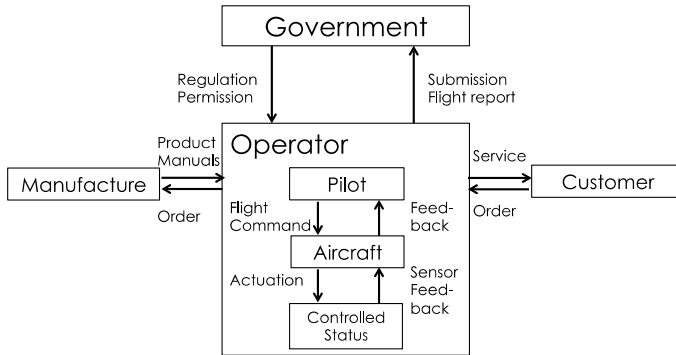 Government
Regulation
Permission
Submission
Flight report
Operator
Product
Manuals
Service
Manufacture
Pilot
Customer
Order
Flight
Command
Feed-
back
Order
Aircraft
Actuation
Sensor
Feed-
back
Controlled
Status